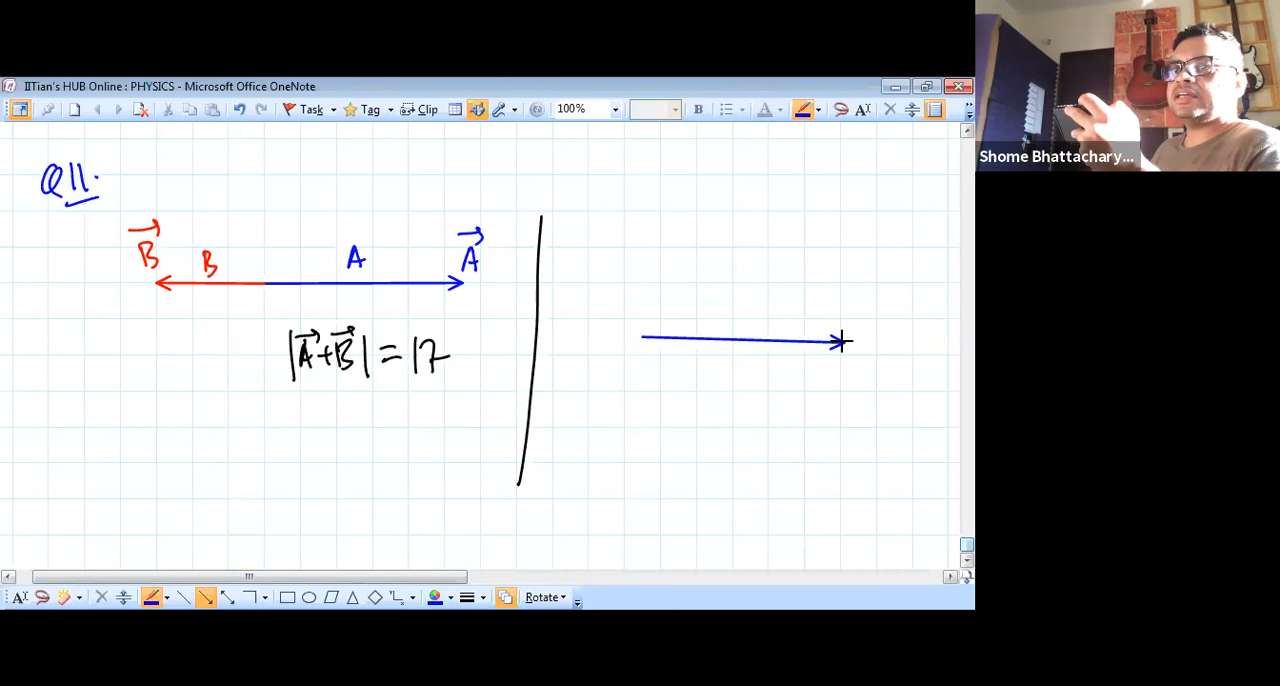 IITian's HUB Online : PHYSICS - Microsoft Office OneNote
Task Tag Clip 100% B A A
Shome Bhattachary...
Q11.
B⃗ B A A⃗
|A⃗+B⃗| = 17
A Rotate